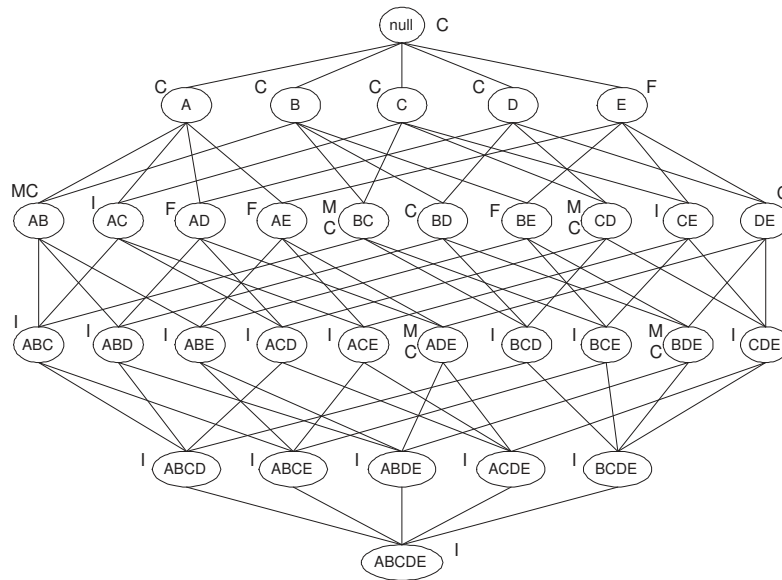 null C
C A C B C C C D F E
MC AB I AC F AD F AE M C BC C BD F BE M C CD I CE C DE
I ABC I ABD I ABE I ACD I ACE M C ADE I BCD I BCE M C BDE I CDE
I ABCD I ABCE I ABDE I ACDE I BCDE
ABCDE I